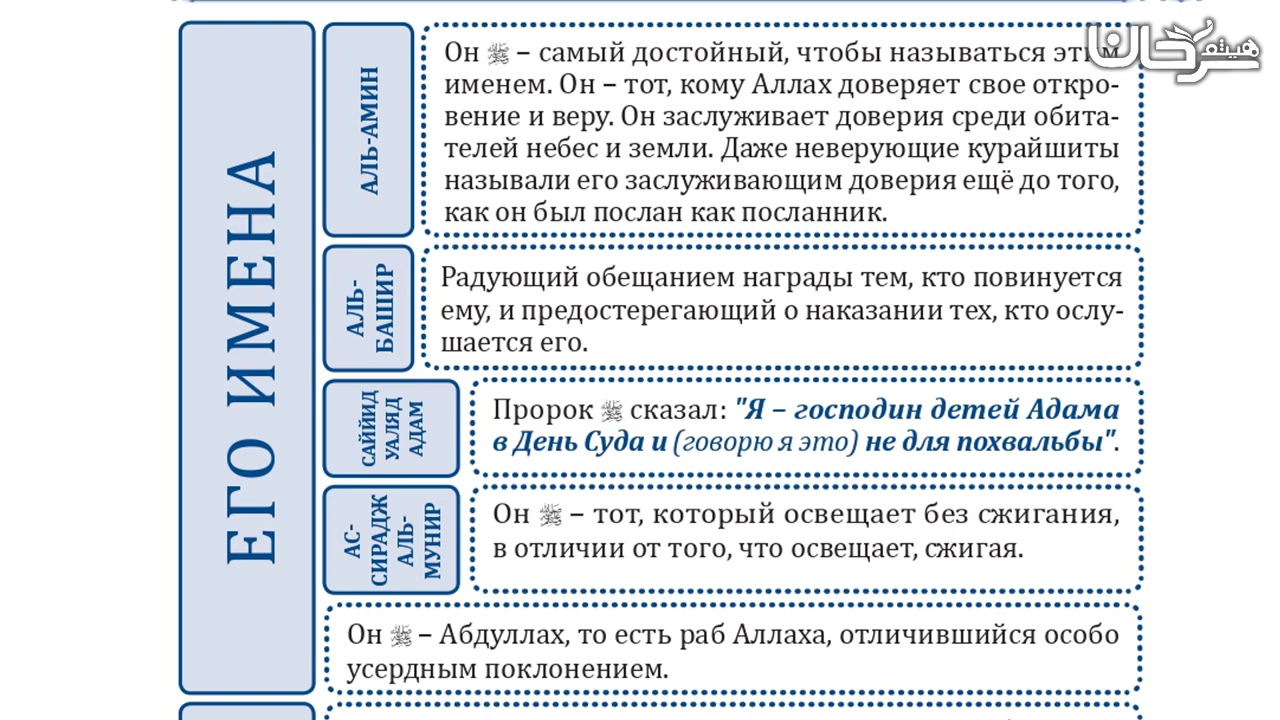 هيتم سرحان
ЕГО ИМЕНА
АЛЬ-АМИН
Он ﷺ – самый достойный, чтобы называться этим
именем. Он – тот, кому Аллах доверяет свое откро-
вение и веру. Он заслуживает доверия среди обита-
телей небес и земли. Даже неверующие курайшиты
называли его заслуживающим доверия ещё до того,
как он был послан как посланник.
АЛЬ-
БАШИР
Радующий обещанием награды тем, кто повинуется
ему, и предостерегающий о наказании тех, кто ослу-
шается его.
САЙЙИД
УАЛЯД
АДАМ
Пророк ﷺ сказал: "Я – господин детей Адама
в День Суда и (говорю я это) не для похвальбы".
АС-
СИРАДЖ
АЛЬ-
МУНИР
Он ﷺ – тот, который освещает без сжигания,
в отличии от того, что освещает, сжигая.
Он ﷺ – Абдуллах, то есть раб Аллаха, отличившийся особо
усердным поклонением.